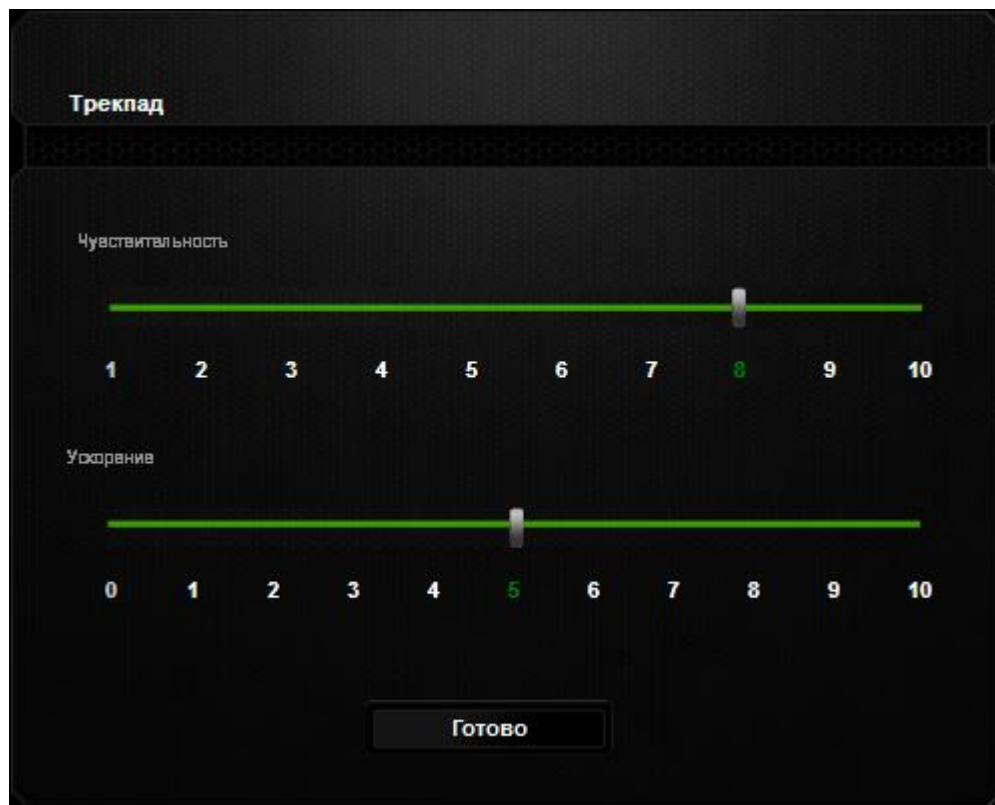 Трекпад
Чувствительность
1 2 3 4 5 6 7 8 9 10
Ускорение
0 1 2 3 4 5 6 7 8 9 10
Готово